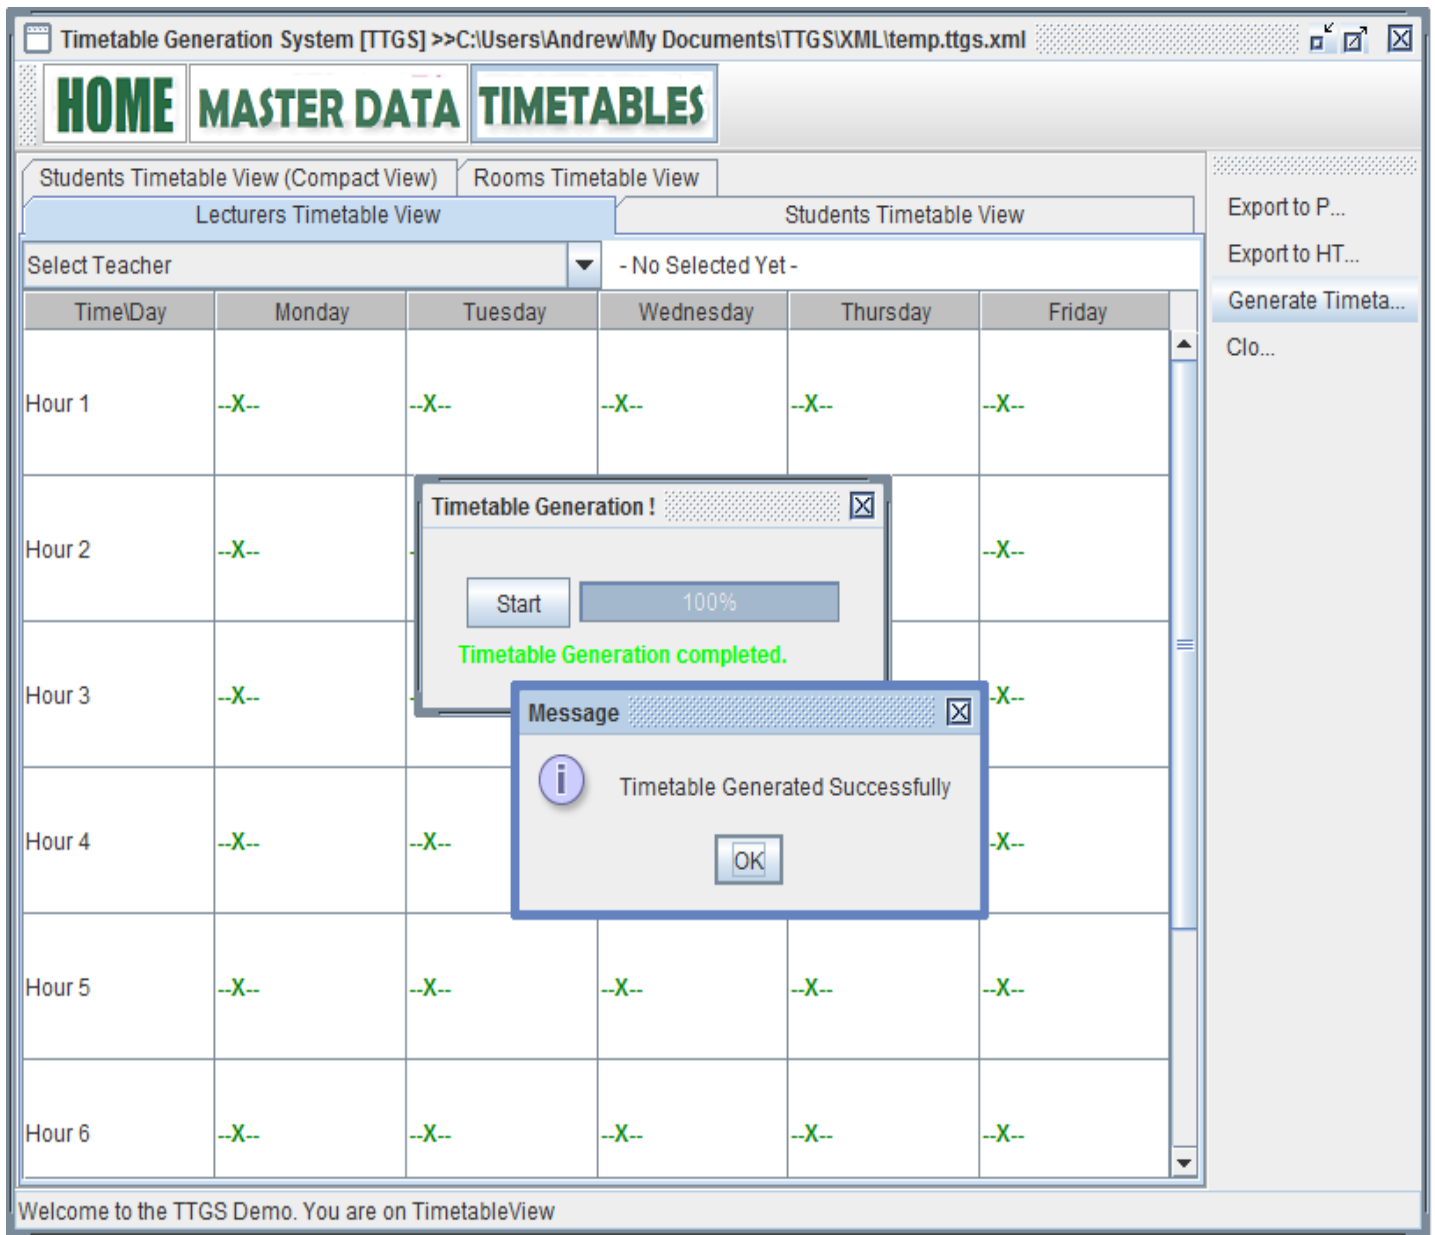 Timetable Generation System [TTGS] >>C:\Users\Andrew\My Documents\TTGS\XML\temp.ttgs.xml
HOME MASTER DATA TIMETABLES
Students Timetable View (Compact View) Rooms Timetable View
Lecturers Timetable View Students Timetable View
Select Teacher - No Selected Yet -
Time\Day Monday Tuesday Wednesday Thursday Friday
Hour 1 --X-- --X-- --X-- --X-- --X--
Hour 2 --X-- --X--
Hour 3 --X-- -X--
Hour 4 --X-- --X-- -X--
Hour 5 --X-- --X-- --X-- --X-- --X--
Hour 6 --X-- --X-- --X-- --X-- --X--
Timetable Generation !
Start 100%
Timetable Generation completed.
Message
i Timetable Generated Successfully
OK
Export to P...
Export to HT...
Generate Timeta...
Clo...
Welcome to the TTGS Demo. You are on TimetableView